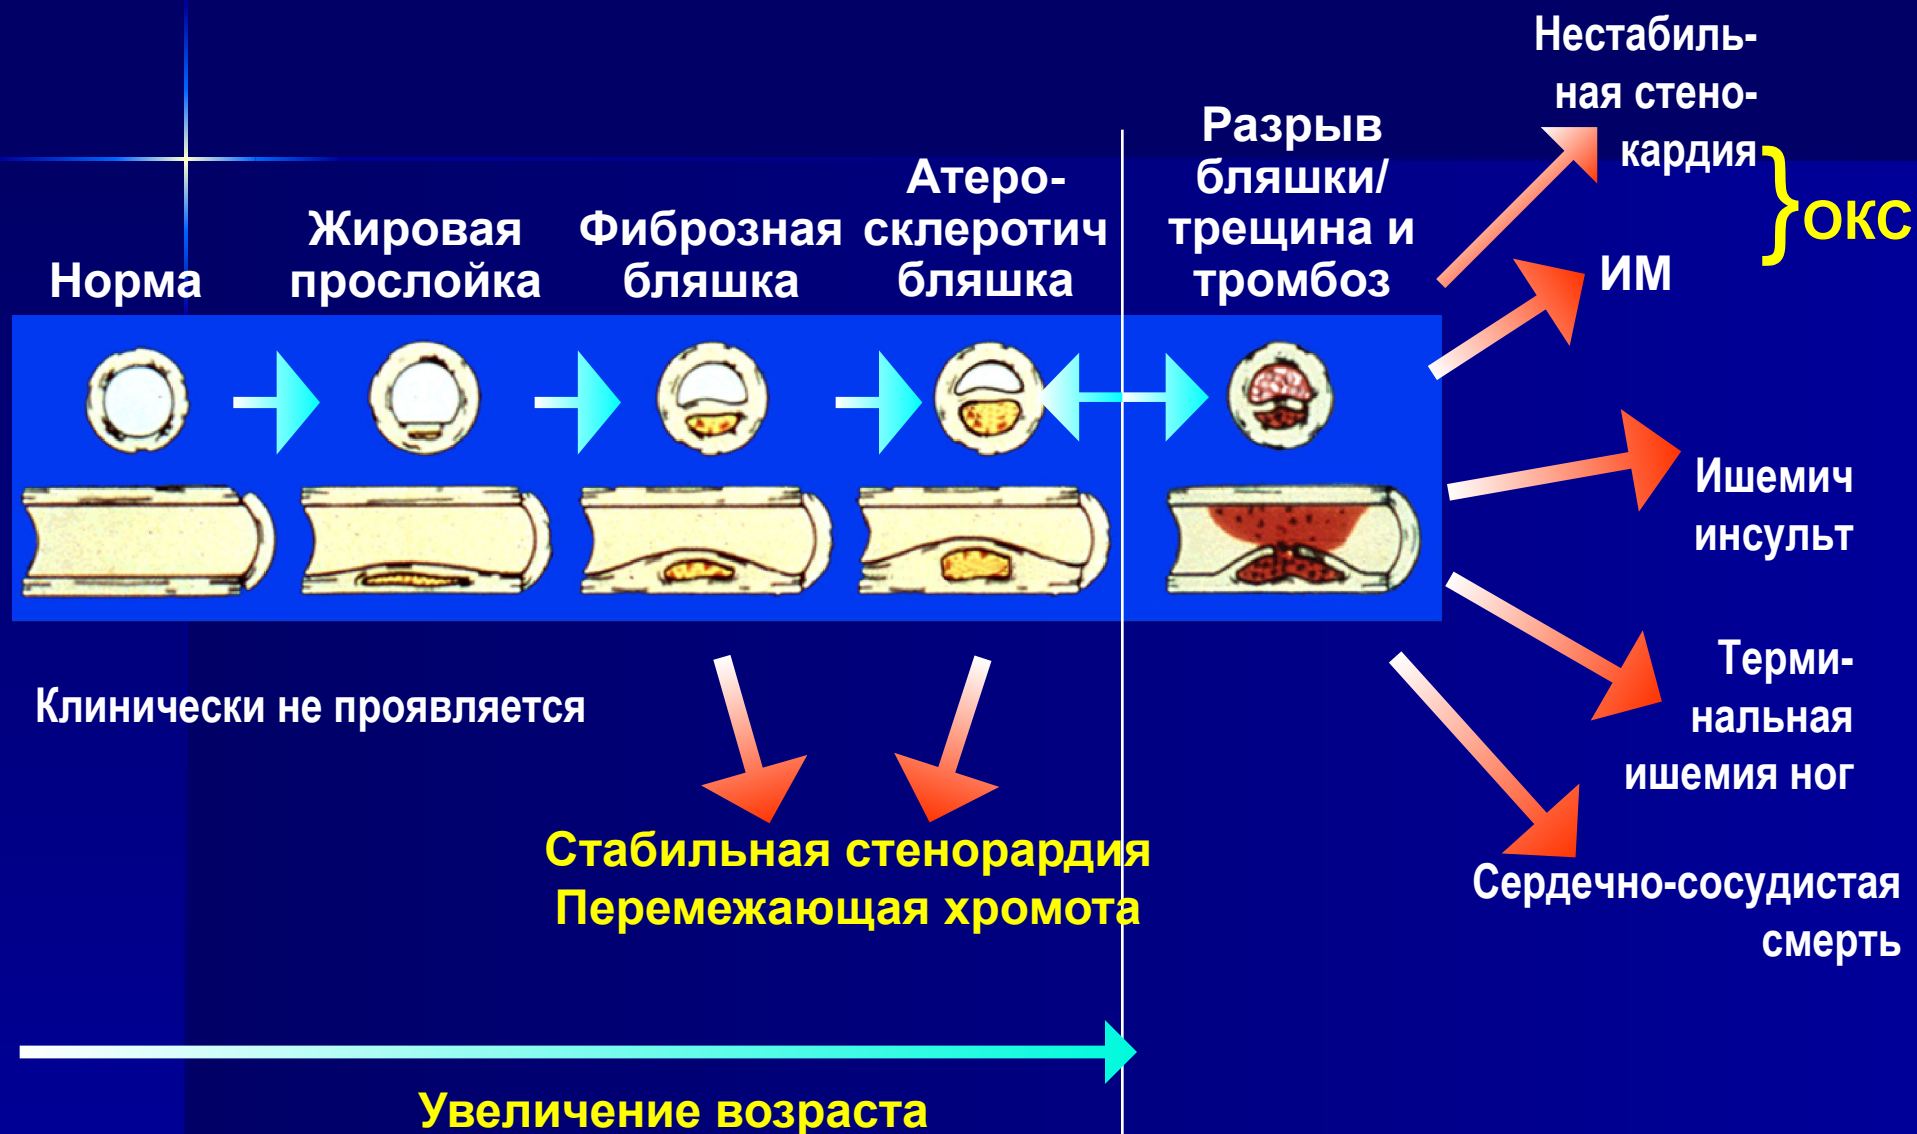 Норма
Жировая
прослойка
Фиброзная
бляшка
Атеро-
склеротич
бляшка
Разрыв
бляшки/
трещина и
тромбоз
Нестабиль-
ная стено-
кардия
ОКС
ИМ
Ишемич
инсульт
Терми-
нальная
ишемия ног
Сердечно-сосудистая
смерть
Клинически не проявляется
Стабильная стенорардия
Перемежающая хромота
Увеличение возраста